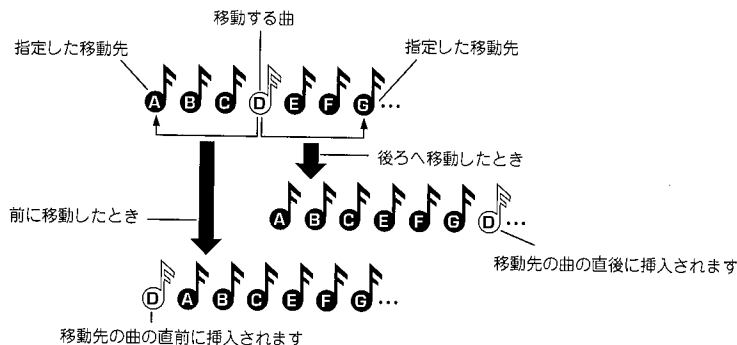 移動する曲
指定した移動先
指定した移動先
A B C D E F G…
後ろへ移動したとき
前に移動したとき
A B C E F G D…
移動先の曲の直後に挿入されます
D A B C E F G…
移動先の曲の直前に挿入されます